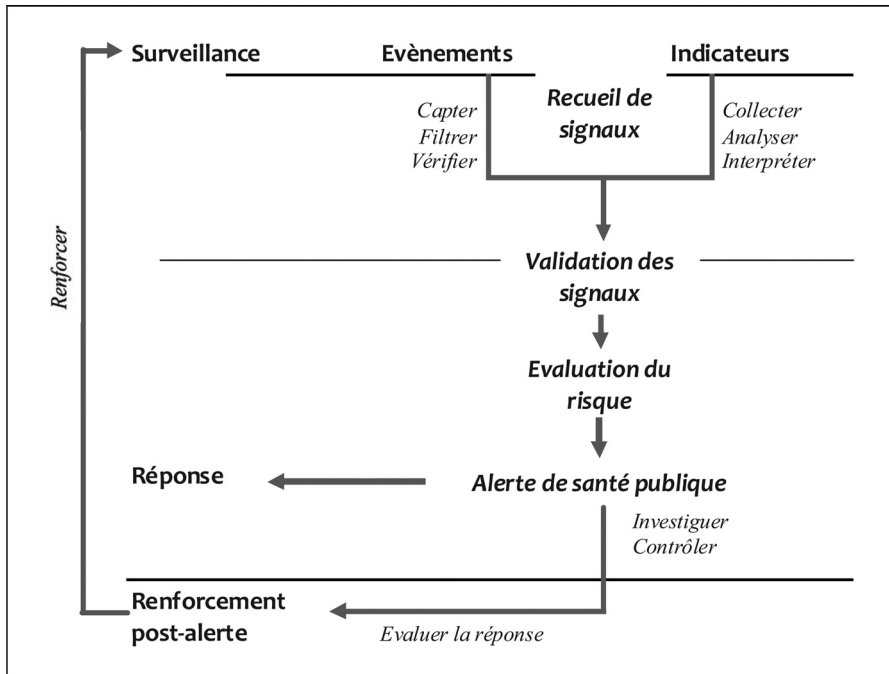 Surveillance
Evènements
Indicateurs
Recueil de
signaux
Capter
Filtrer
Vérifier
Collecter
Analyser
Interpréter
Renforcer
Validation des
signaux
Evaluation du
risque
Réponse
Alerte de santé publique
Investiguer
Contrôler
Renforcement
post-alerte
Evaluer la réponse